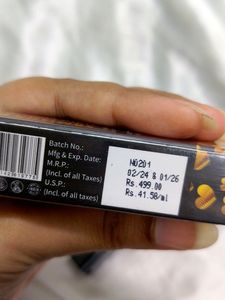 Batch No.: N0201
Mfg & Exp. Date: 02/24 & 01/26
M.R.P.: Rs.499.00
(Incl. of all Taxes)
U.S.P.: Rs.41.58/ml
(Incl. of all Taxes)